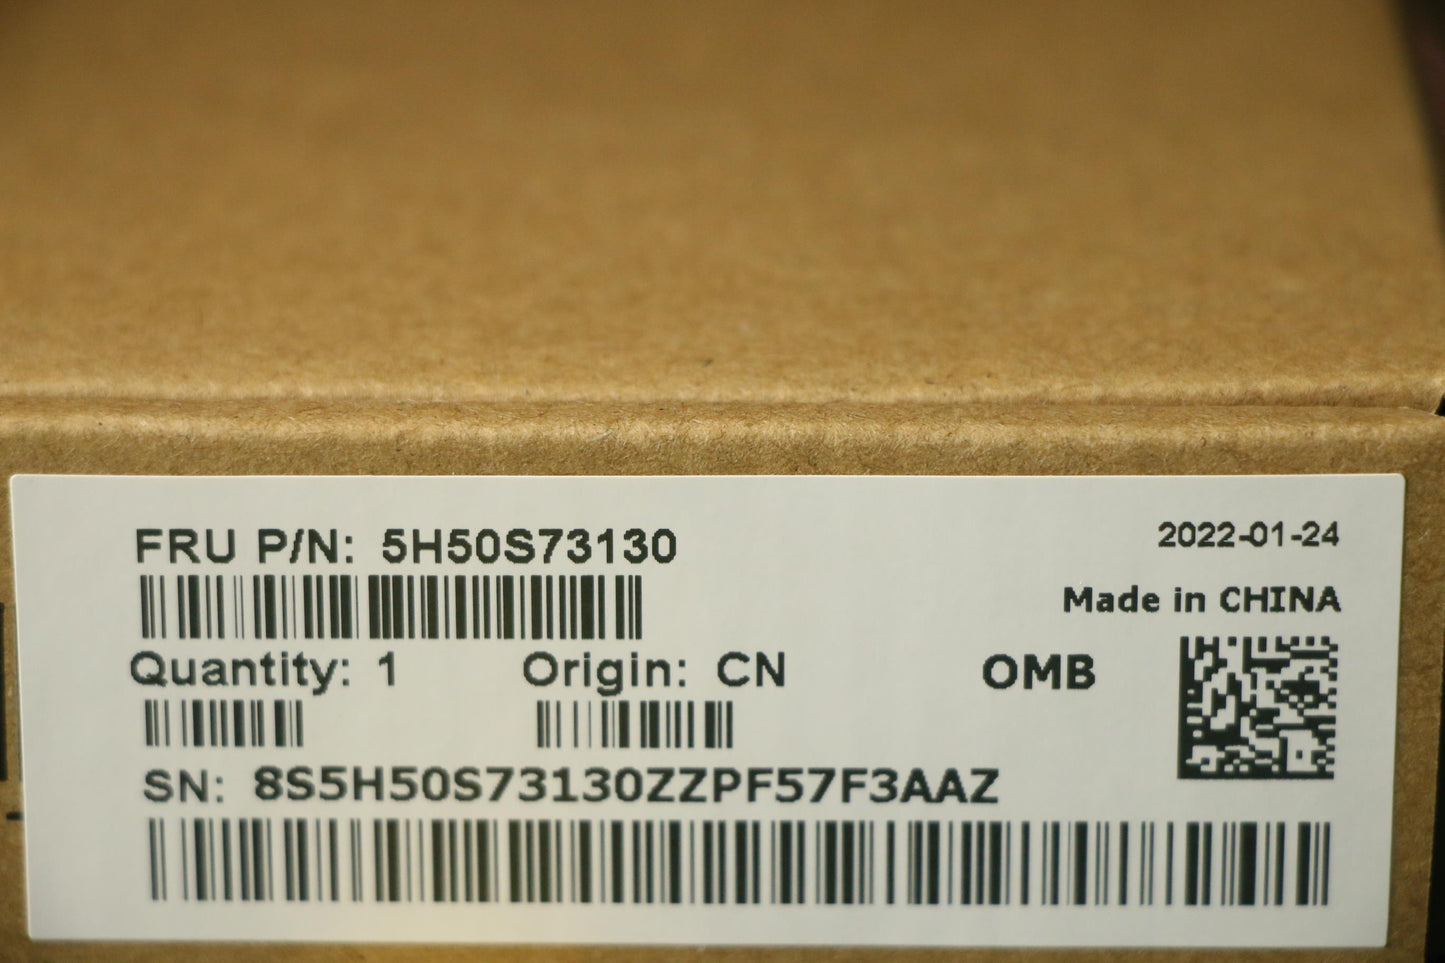 FRU P/N: 5H50S73130
2022-01-24
Made in CHINA
Quantity: 1
Origin: CN
OMB
SN: 8S5H50S73130ZZPF57F3AAZ